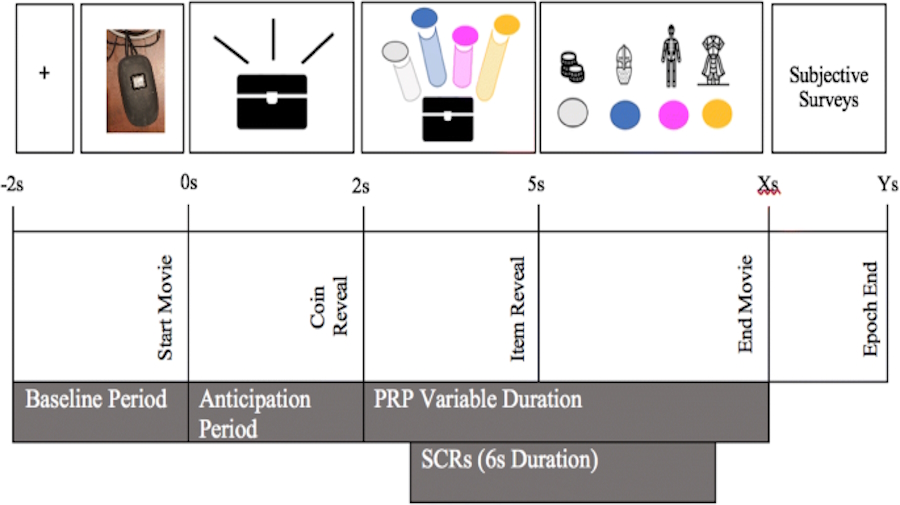 +
Subjective
Surveys
-2s
0s
2s
5s
Xs
Ys
Start Movie
Coin
Reveal
Item Reveal
End Movie
Epoch End
Baseline Period
Anticipation
Period
PRP Variable Duration
SCRs (6s Duration)